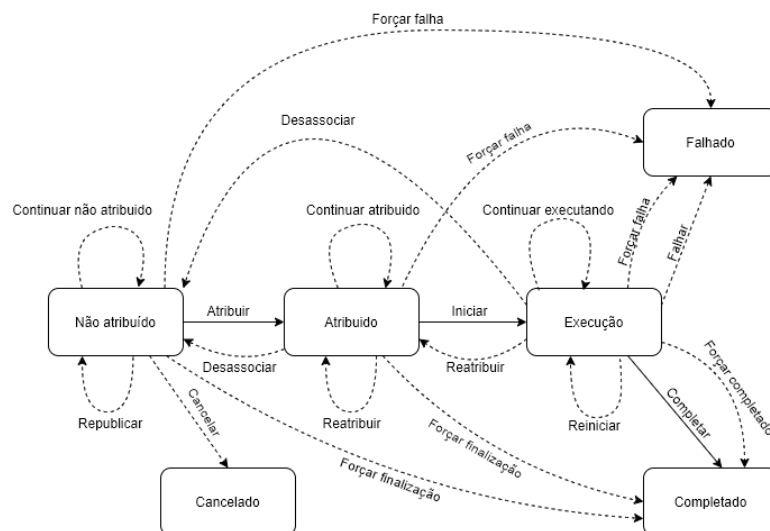 Forçar falha
Desassociar
Forçar falha
Falhado
Continuar não atribuido
Continuar atribuido
Continuar executando
Forçar falha
Falhar
Não atribuído
Atribuir
Atribuido
Iniciar
Execução
Desassociar
Reatribuir
Forçar completado
Republicar
Cancelar
Reatribuir
Reiniciar
Completar
Forçar finalização
Forçar finalização
Cancelado
Completado